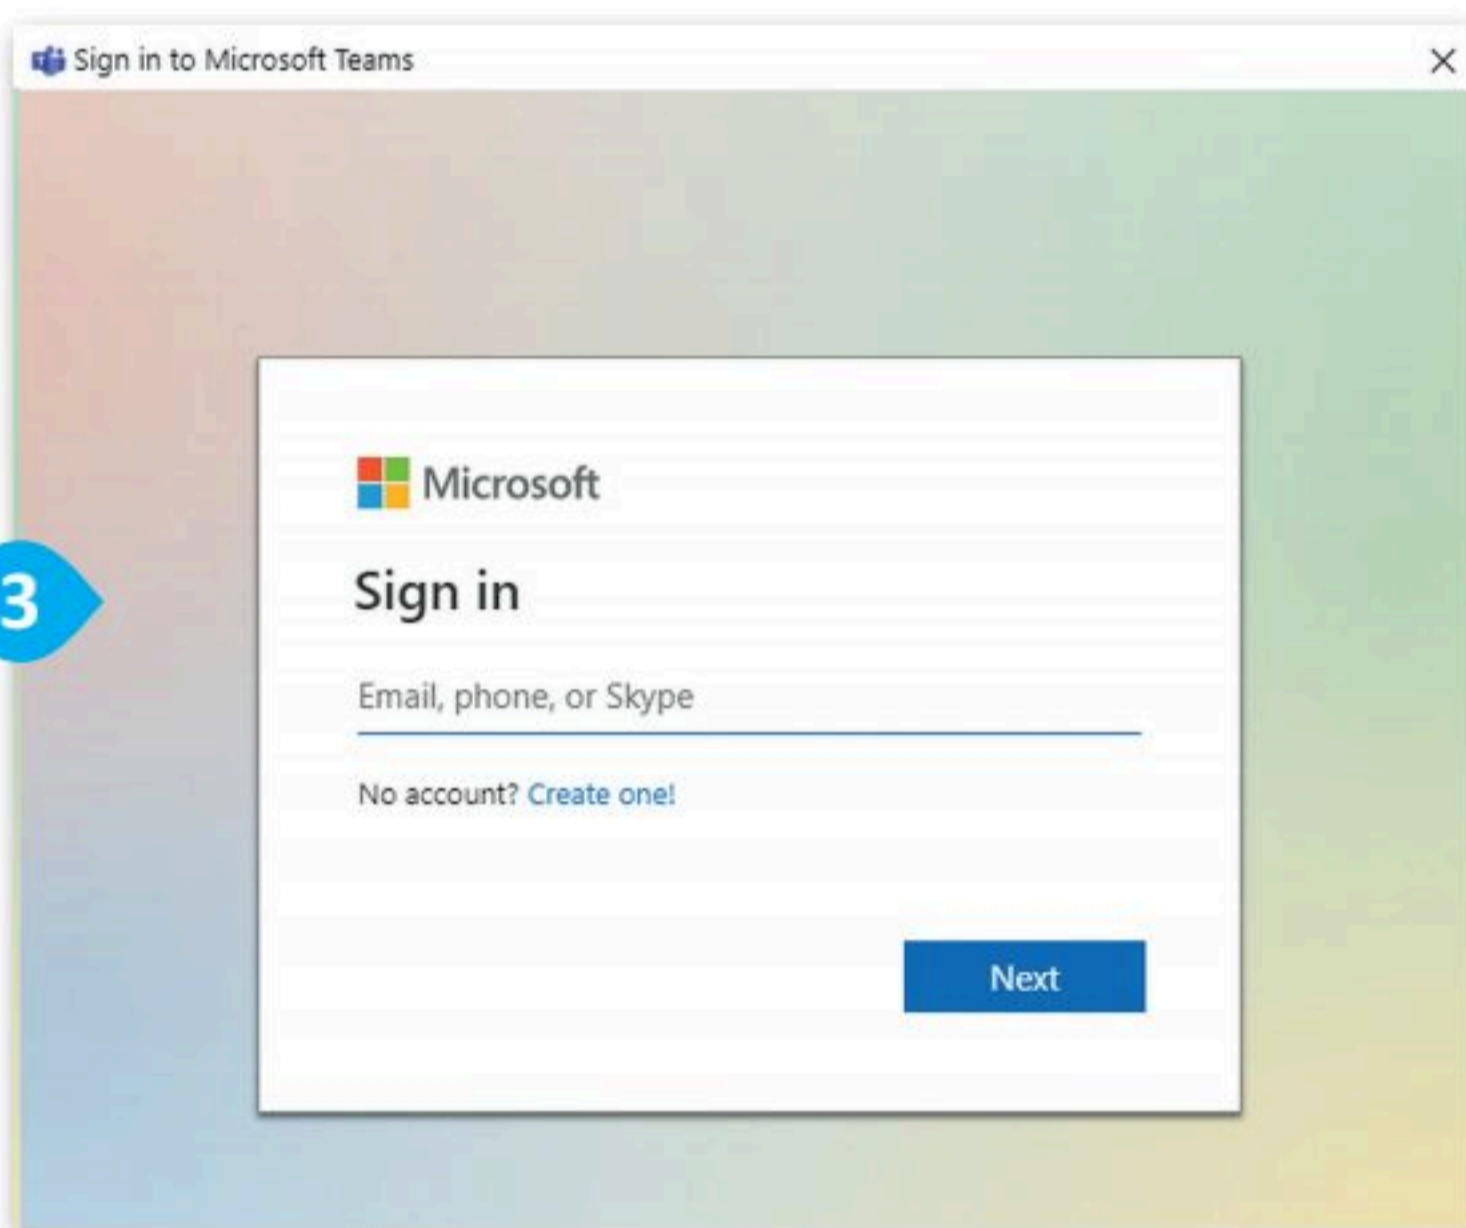 Sign in to Microsoft Teams
Microsoft
Sign in
3
Email, phone, or Skype
No account? Create one!
Next